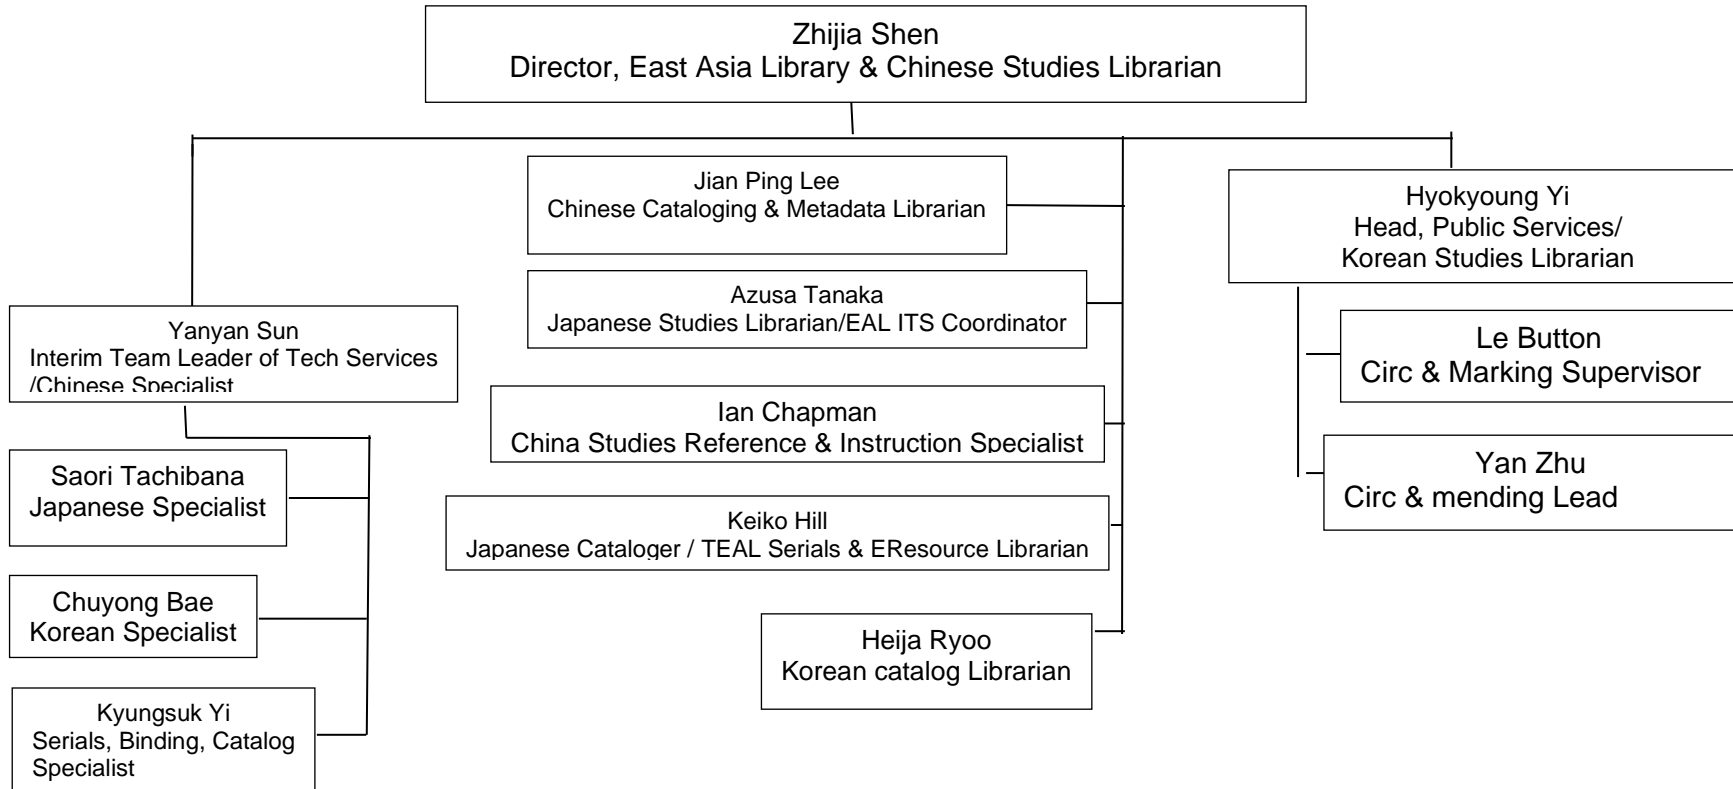 Zhijia Shen
Director, East Asia Library & Chinese Studies Librarian
Jian Ping Lee
Chinese Cataloging & Metadata Librarian
Hyokyoung Yi
Head, Public Services/
Korean Studies Librarian
Azusa Tanaka
Japanese Studies Librarian/EAL ITS Coordinator
Yanyan Sun
Interim Team Leader of Tech Services
/Chinese Specialist
Le Button
Circ & Marking Supervisor
Ian Chapman
China Studies Reference & Instruction Specialist
Saori Tachibana
Japanese Specialist
Yan Zhu
Circ & mending Lead
Keiko Hill
Japanese Cataloger / TEAL Serials & EResource Librarian
Chuyong Bae
Korean Specialist
Heija Ryoo
Korean catalog Librarian
Kyungsuk Yi
Serials, Binding, Catalog
Specialist